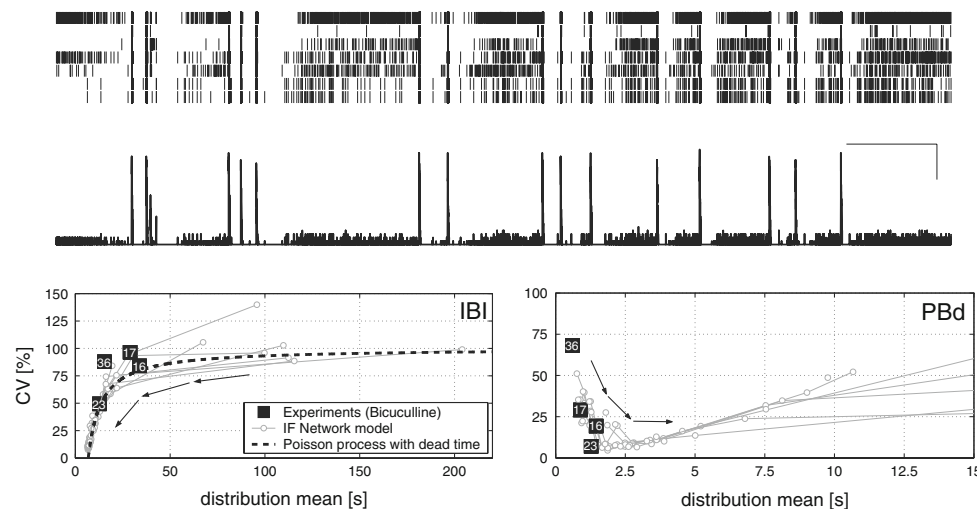 IBI
CV [%]
150
125
100
75
50
25
0
36
17
16
23
Experiments (Bicuculline)
IF Network model
Poisson process with dead time
0 50 100 150 200
distribution mean [s]
PBd
100
75
50
25
0
36
17
16
23
0 2.5 5 7.5 10 12.5 15
distribution mean [s]